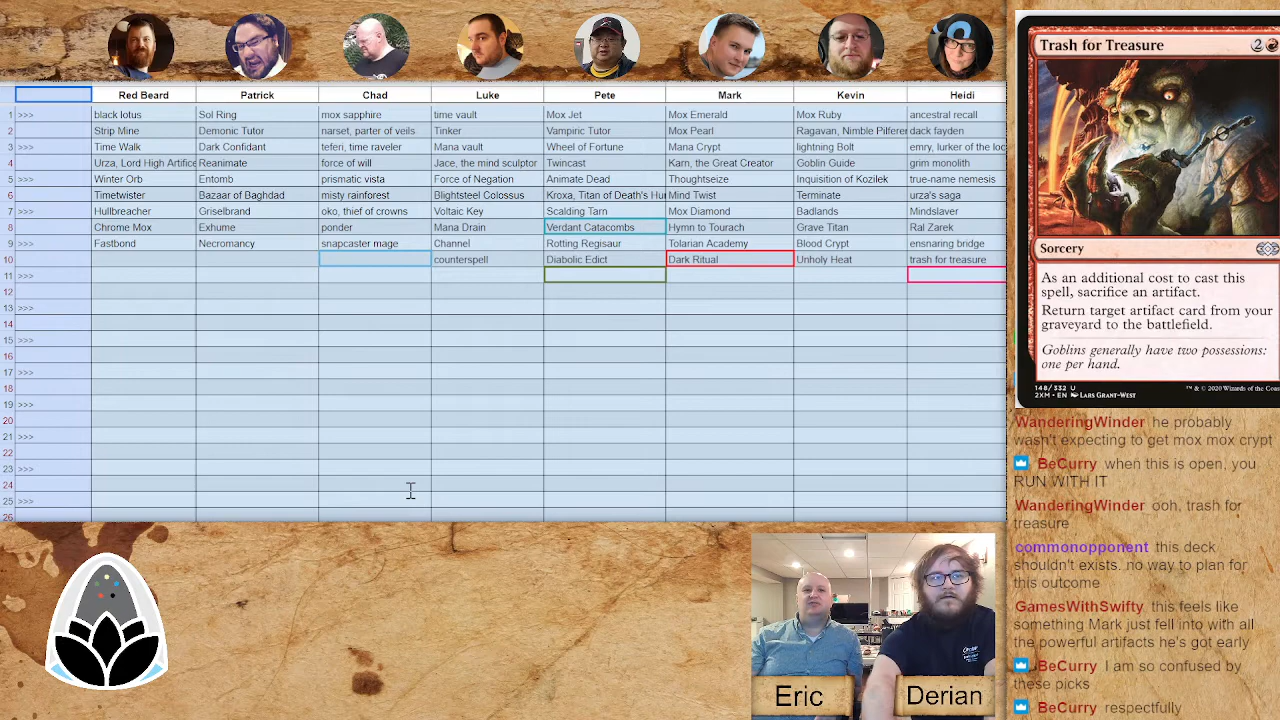 Red Beard Patrick Chad Luke Pete Mark Kevin Heidi
1 >>> black lotus Sol Ring mox sapphire time vault Mox Jet Mox Emerald Mox Ruby ancestral recall
2 Strip Mine Demonic Tutor narset, parter of veils Tinker Vampiric Tutor Mox Pearl Ragavan, Nimble Pilferer dack fayden
3 >>> Time Walk Dark Confidant teferi, time raveler Mana vault Wheel of Fortune Mana Crypt lightning Bolt emry, lurker of the loc
4 Urza, Lord High Artifice Reanimate force of will Jace, the mind sculptor Twincast Karn, the Great Creator Goblin Guide grim monolith
5 >>> Winter Orb Entomb prismatic vista Force of Negation Animate Dead Thoughtseize Inquisition of Kozilek true-name nemesis
6 Timetwister Bazaar of Baghdad misty rainforest Blightsteel Colossus Kroxa, Titan of Death's Hu Mind Twist Terminate urza's saga
7 >>> Hullbreacher Griselbrand oko, thief of crowns Voltaic Key Scalding Tarn Mox Diamond Badlands Mindslaver
8 Chrome Mox Exhume ponder Mana Drain Verdant Catacombs Hymn to Tourach Grave Titan Ral Zarek
9 >>> Fastbond Necromancy snapcaster mage Channel Rotting Regisaur Tolarian Academy Blood Crypt ensnaring bridge
10 counterspell Diabolic Edict Dark Ritual Unholy Heat trash for treasure
11 >>>
12
13 >>>
14
15 >>>
16
17 >>>
18
19 >>>
20
21 >>>
22
23 >>>
24
25 >>>
26
Eric
Derian
Trash for Treasure 2
Sorcery
As an additional cost to cast this
spell, sacrifice an artifact.
Return target artifact card from your
graveyard to the battlefield.
Goblins generally have two possessions:
one per hand.
148/332 U
2XM • EN Lars Grant-West
™ & © 2020 Wizards of the Coas
WanderingWinder he probably
wasn't expecting to get mox mox crypt
BeCurry when this is open, you
RUN WITH IT
WanderingWinder ooh, trash for
treasure
commonopponent this deck
shouldn't exists. no way to plan for
this outcome
GamesWithSwifty this feels like
something Mark just fell into with all
the powerful artifacts he's got early
BeCurry I am so confused by
these picks
BeCurry respectfully